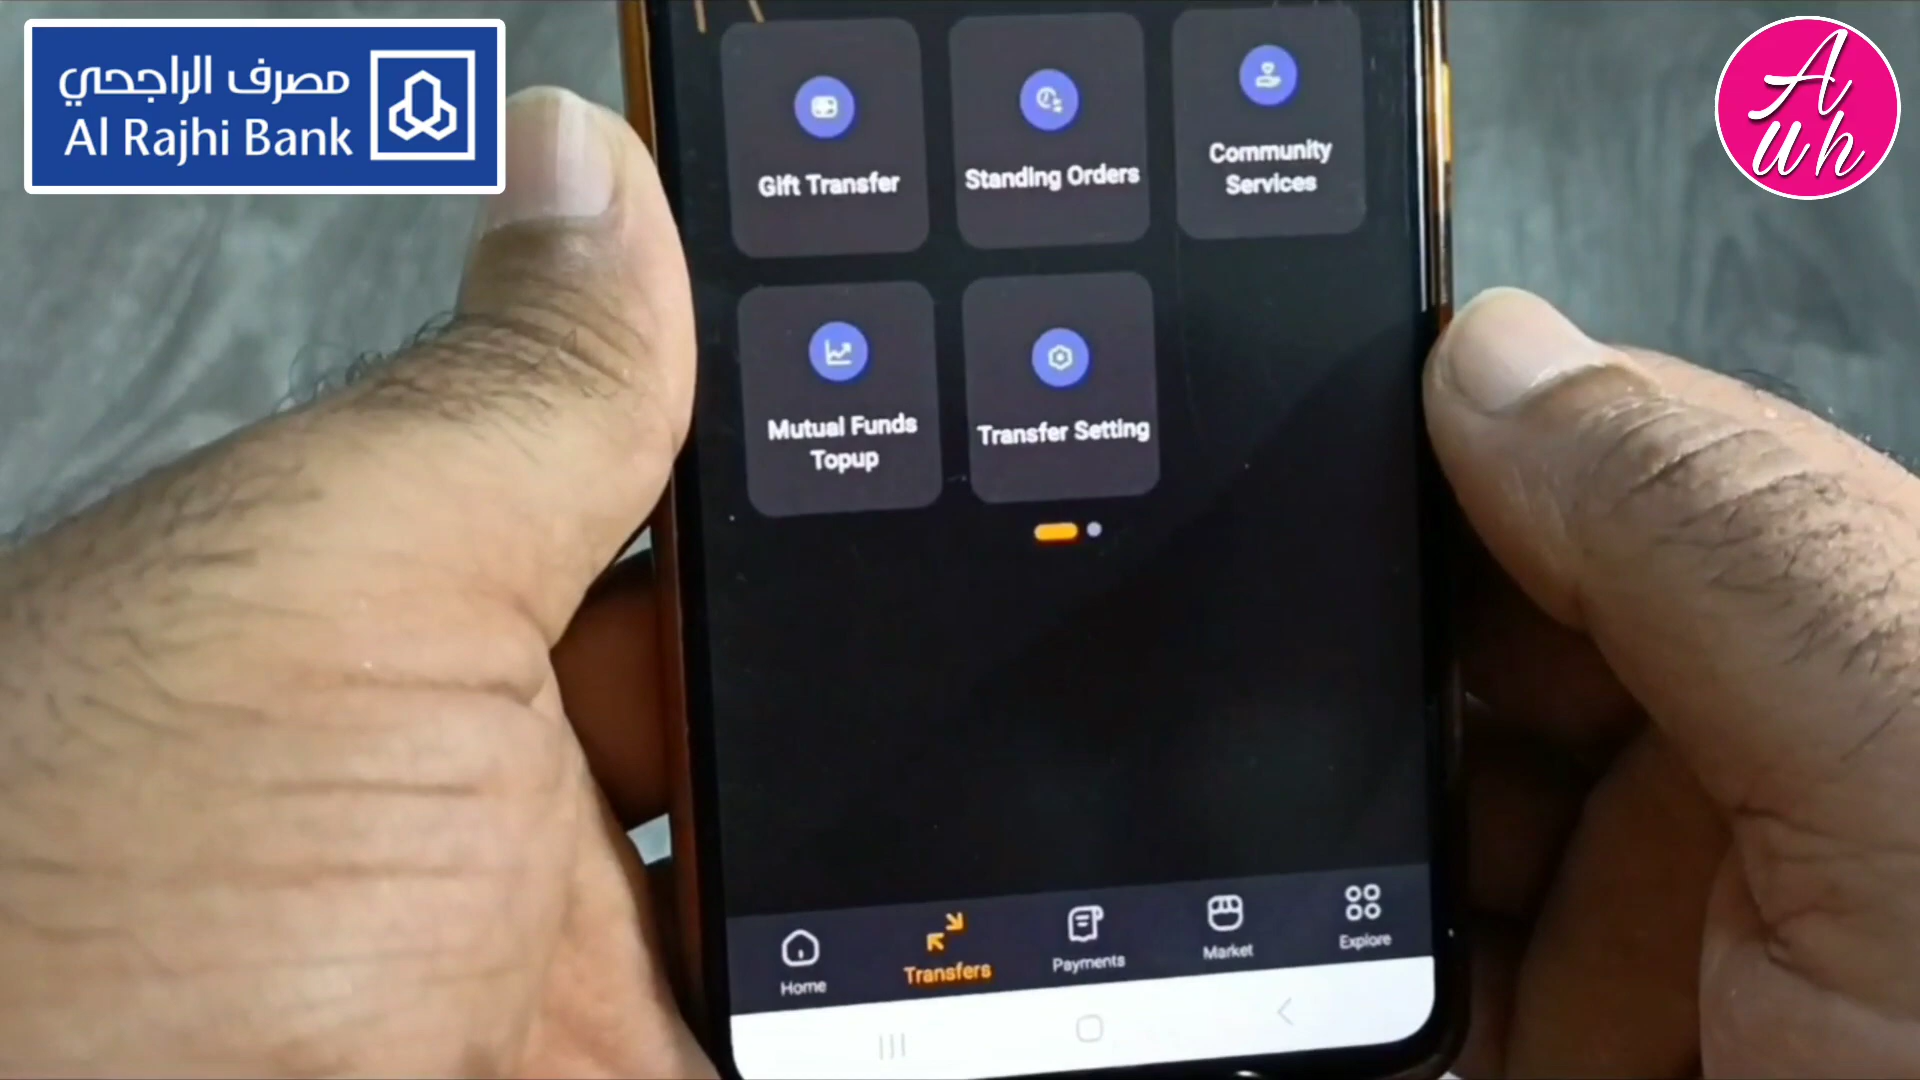 مصرف الراجحي
Al Rajhi Bank
A
uh
Gift Transfer
Standing Orders
Community
Services
Mutual Funds
Topup
Transfer Setting
Home
Transfers
Payments
Market
Explore